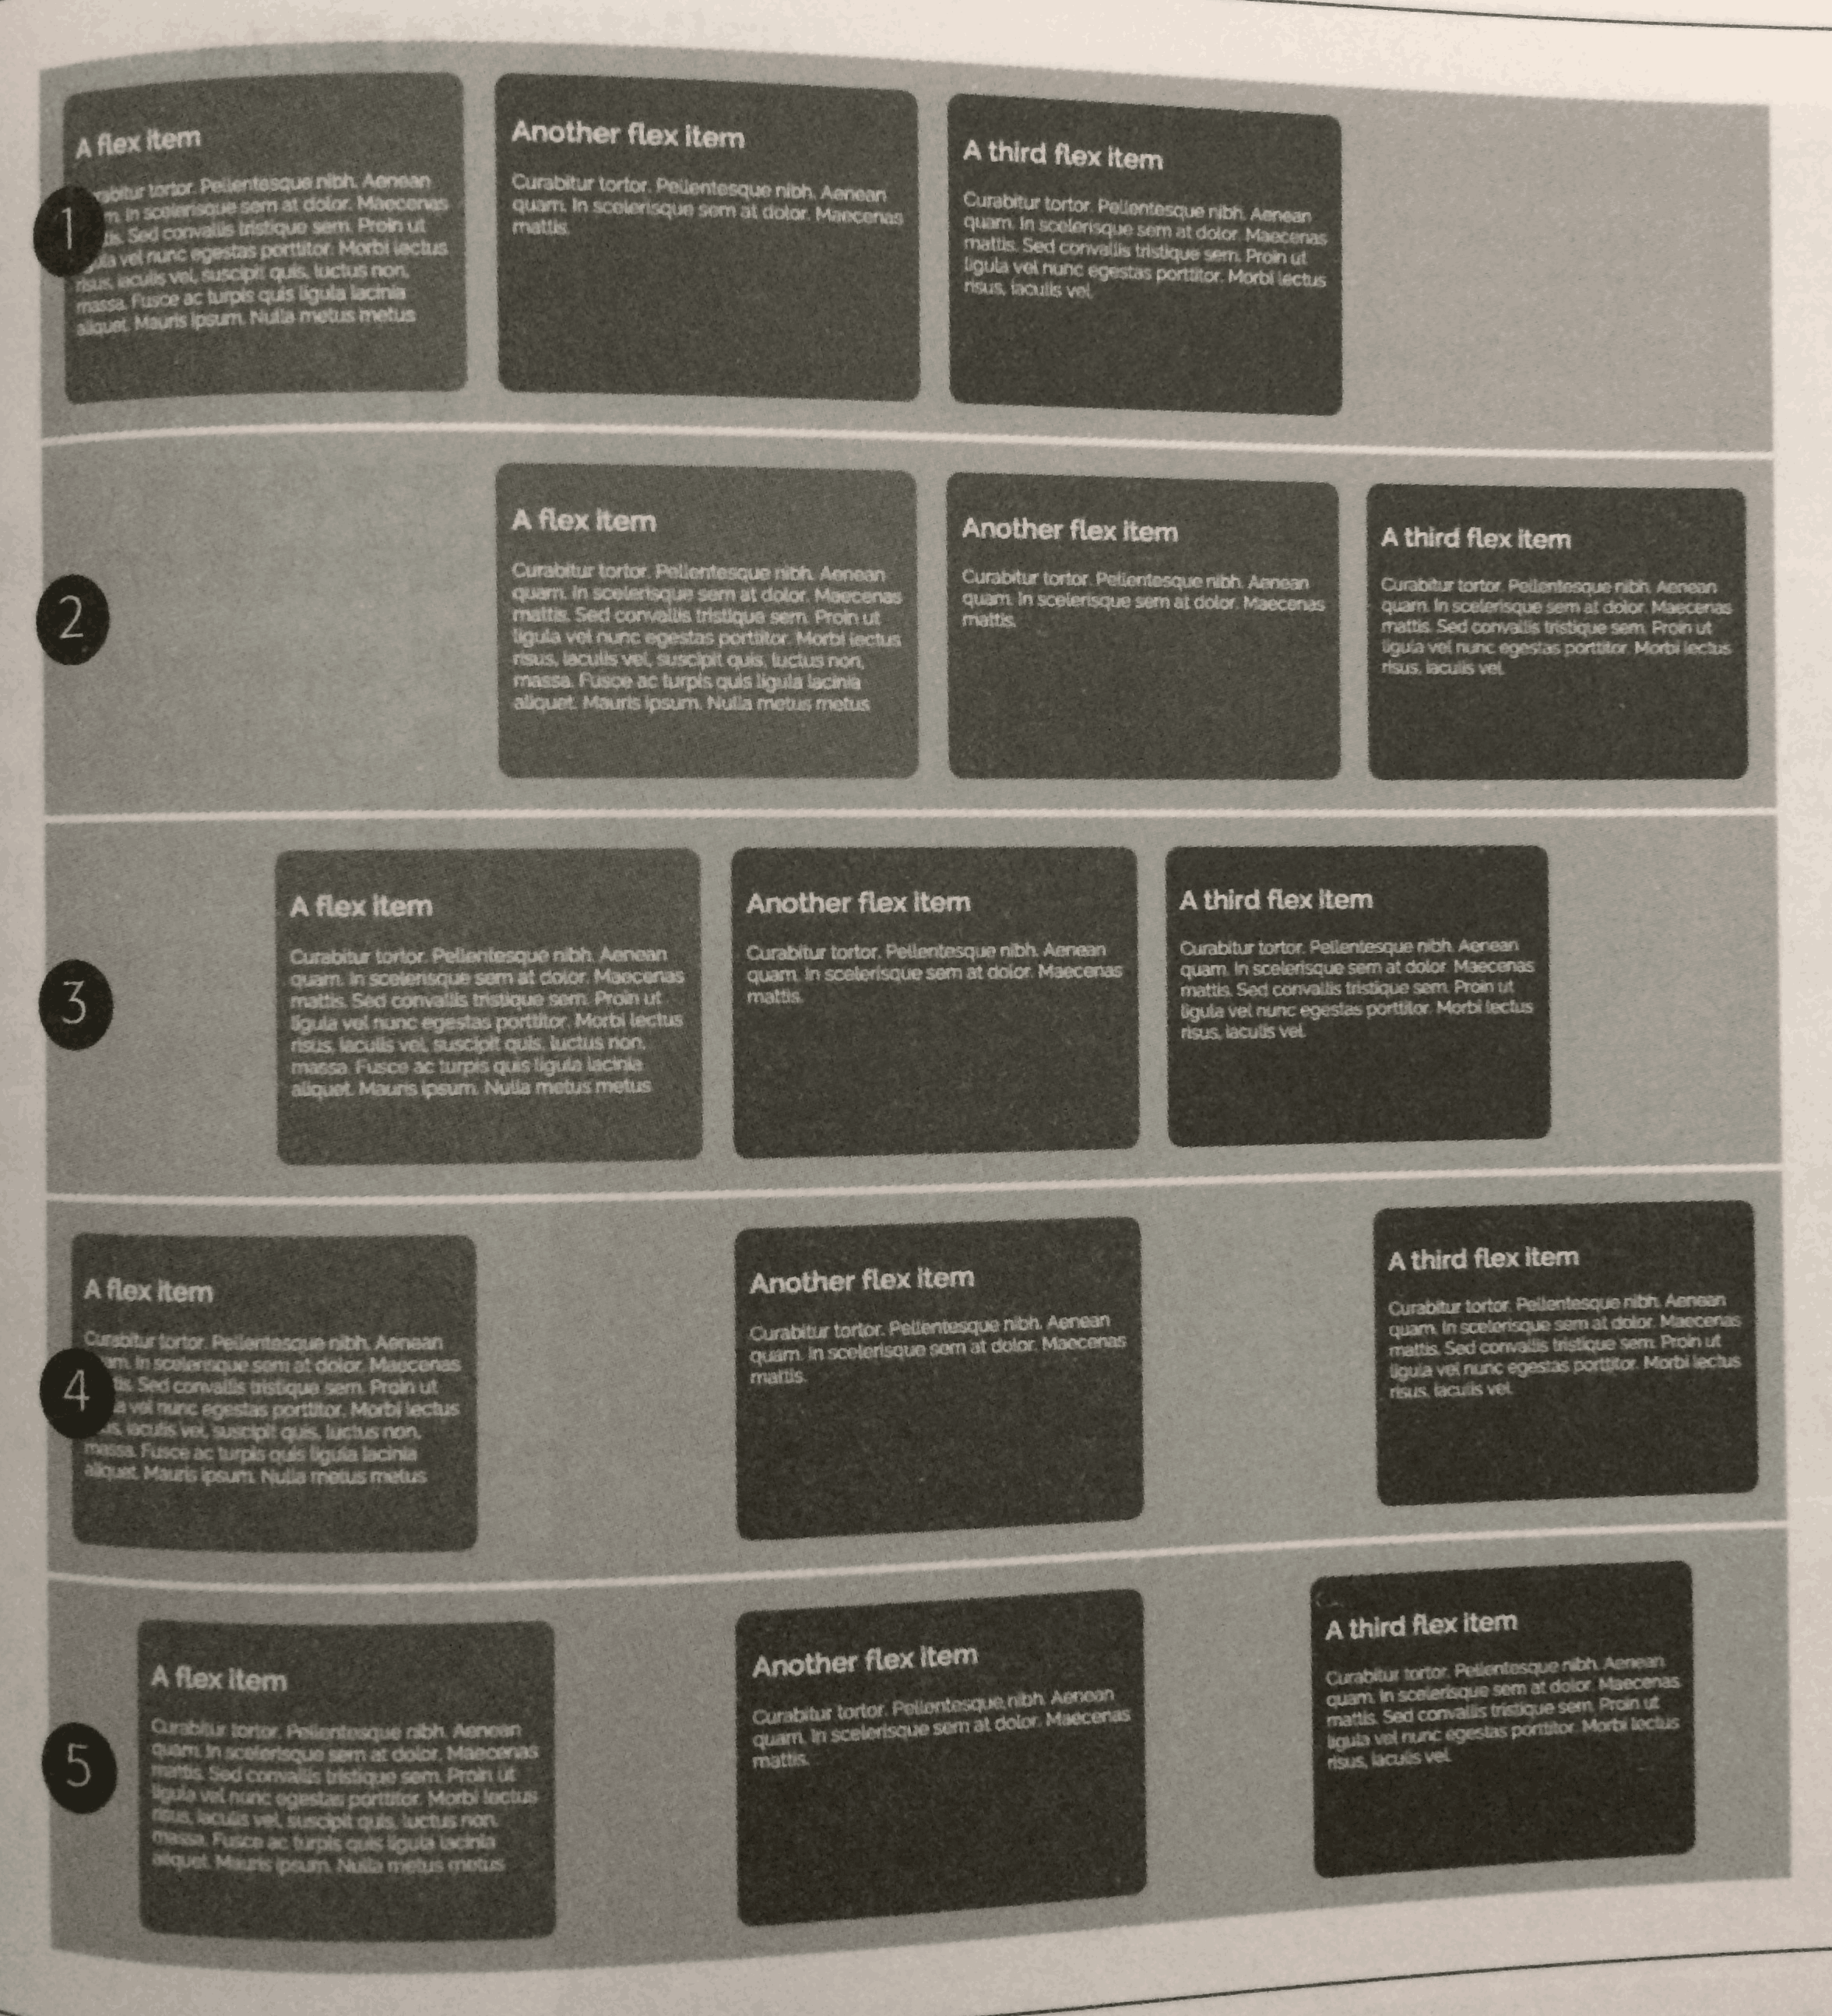 1
A flex item
Curabitur tortor. Pellentesque nibh. Aenean
In scelerisque sem at dolor. Maecenas
Sed convallis tristique sem. Proin ut
vel nunc egestas porttitor. Morbi lectus
risus, iaculis vel, suscipit quis, luctus non,
massa. Fusce ac turpis quis ligula lacinia
aliquet. Mauris ipsum. Nulla metus metus
Another flex item
Curabitur tortor. Pellentesque nibh. Aenean
quam. In scelerisque sem at dolor. Maecenas
mattis.
A third flex item
Curabitur tortor. Pellentesque nibh. Aenean
quam. In scelerisque sem at dolor. Maecenas
mattis. Sed convallis tristique sem. Proin ut
ligula vel nunc egestas porttitor. Morbi lectus
risus, iaculis vel.
2
A flex item
Curabitur tortor. Pellentesque nibh. Aenean
quam. In scelerisque sem at dolor. Maecenas
mattis. Sed convallis tristique sem. Proin ut
ligula vel nunc egestas porttitor. Morbi lectus
risus, iaculis vel, suscipit quis, luctus non,
massa. Fusce ac turpis quis ligula lacinia
aliquet. Mauris ipsum. Nulla metus metus
Another flex item
Curabitur tortor. Pellentesque nibh. Aenean
quam. In scelerisque sem at dolor. Maecenas
mattis.
A third flex item
Curabitur tortor. Pellentesque nibh. Aenean
quam. In scelerisque sem at dolor. Maecenas
mattis. Sed convallis tristique sem. Proin ut
ligula vel nunc egestas porttitor. Morbi lectus
risus, iaculis vel.
3
A flex item
Curabitur tortor. Pellentesque nibh. Aenean
quam. In scelerisque sem at dolor. Maecenas
mattis. Sed convallis tristique sem. Proin ut
ligula vel nunc egestas porttitor. Morbi lectus
risus, iaculis vel, suscipit quis, luctus non,
massa. Fusce ac turpis quis ligula lacinia
aliquet. Mauris ipsum. Nulla metus metus
Another flex item
Curabitur tortor. Pellentesque nibh. Aenean
quam. In scelerisque sem at dolor. Maecenas
mattis.
A third flex item
Curabitur tortor. Pellentesque nibh. Aenean
quam. In scelerisque sem at dolor. Maecenas
mattis. Sed convallis tristique sem. Proin ut
ligula vel nunc egestas porttitor. Morbi lectus
risus, iaculis vel.
4
A flex item
Curabitur tortor. Pellentesque nibh. Aenean
In scelerisque sem at dolor. Maecenas
Sed convallis tristique sem. Proin ut
vel nunc egestas porttitor. Morbi lectus
iaculis vel, suscipit quis, luctus non,
massa. Fusce ac turpis quis ligula lacinia
aliquet. Mauris ipsum. Nulla metus metus
Another flex item
Curabitur tortor. Pellentesque nibh. Aenean
quam. In scelerisque sem at dolor. Maecenas
mattis.
A third flex item
Curabitur tortor. Pellentesque nibh. Aenean
quam. In scelerisque sem at dolor. Maecenas
mattis. Sed convallis tristique sem. Proin ut
ligula vel nunc egestas porttitor. Morbi lectus
risus, iaculis vel.
5
A flex item
Curabitur tortor. Pellentesque nibh. Aenean
quam. In scelerisque sem at dolor. Maecenas
mattis. Sed convallis tristique sem. Proin ut
ligula vel nunc egestas porttitor. Morbi lectus
risus, iaculis vel, suscipit quis, luctus non,
massa. Fusce ac turpis quis ligula lacinia
aliquet. Mauris ipsum. Nulla metus metus
Another flex item
Curabitur tortor. Pellentesque nibh. Aenean
quam. In scelerisque sem at dolor. Maecenas
mattis.
A third flex item
Curabitur tortor. Pellentesque nibh. Aenean
quam. In scelerisque sem at dolor. Maecenas
mattis. Sed convallis tristique sem. Proin ut
ligula vel nunc egestas porttitor. Morbi lectus
risus, iaculis vel.